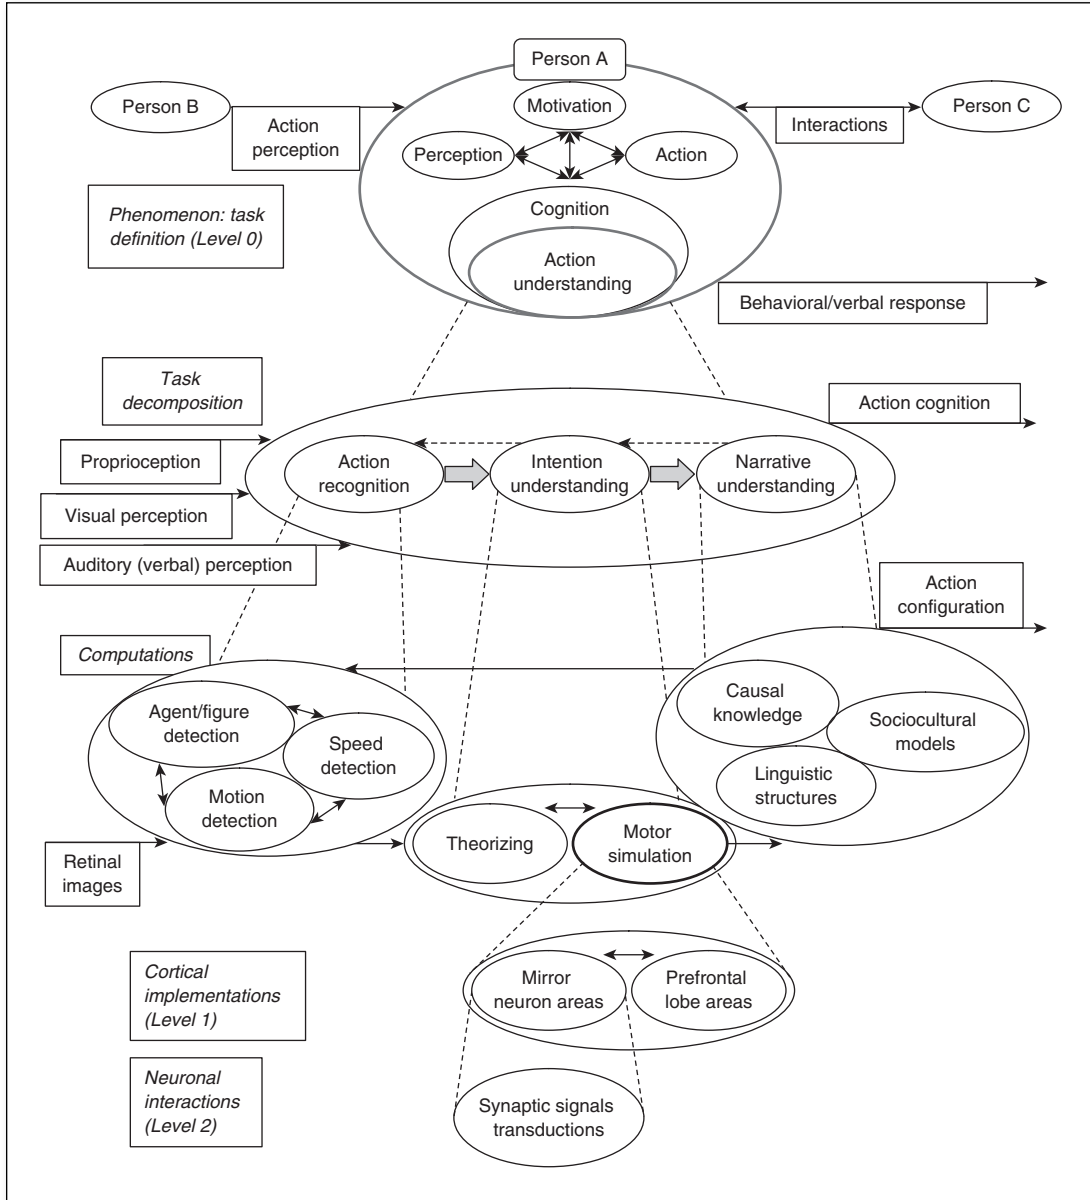 Person A
Person B
Motivation
Person C
Action
perception
Interactions
Perception
Action
Phenomenon: task
definition (Level 0)
Cognition
Action
understanding
Behavioral/verbal response
Task
decomposition
Action cognition
Proprioception
Action
recognition
Intention
understanding
Narrative
understanding
Visual perception
Auditory (verbal) perception
Action
configuration
Computations
Agent/figure
detection
Speed
detection
Motion
detection
Causal
knowledge
Sociocultural
models
Linguistic
structures
Theorizing
Motor
simulation
Retinal
images
Cortical
implementations
(Level 1)
Mirror
neuron areas
Prefrontal
lobe areas
Neuronal
interactions
(Level 2)
Synaptic signals
transductions